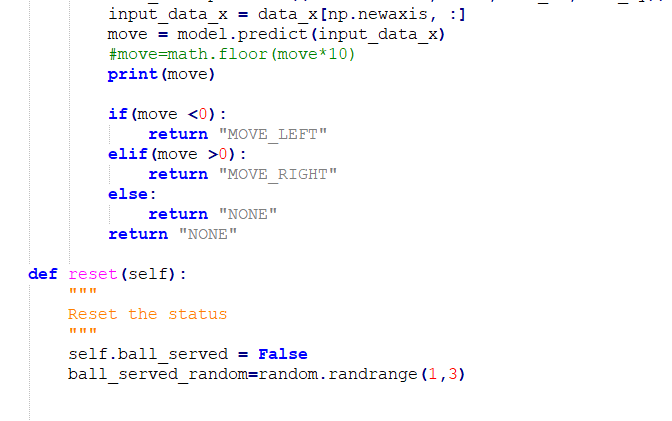 input_data_x = data_x[np.newaxis, :]
move = model.predict(input_data_x)
#move=math.floor(move*10)
print(move)
if(move <0):
return "MOVE_LEFT"
elif(move >0):
return "MOVE_RIGHT"
else:
return "NONE"
return "NONE"
def reset(self):
"""
Reset the status
"""
self.ball_served = False
ball_served_random=random.randrange(1,3)